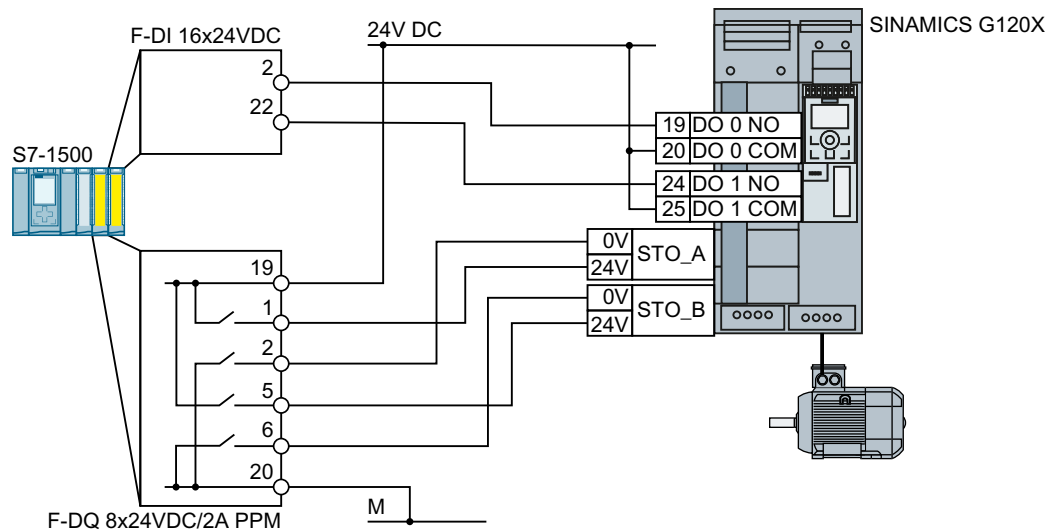 SINAMICS G120X
F-DI 16x24VDC
24V DC
2
22
19 DO 0 NO
20 DO 0 COM
24 DO 1 NO
25 DO 1 COM
S7-1500
0V
24V
STO_A
0V
24V
STO_B
19
1
2
5
6
20
M
F-DQ 8x24VDC/2A PPM